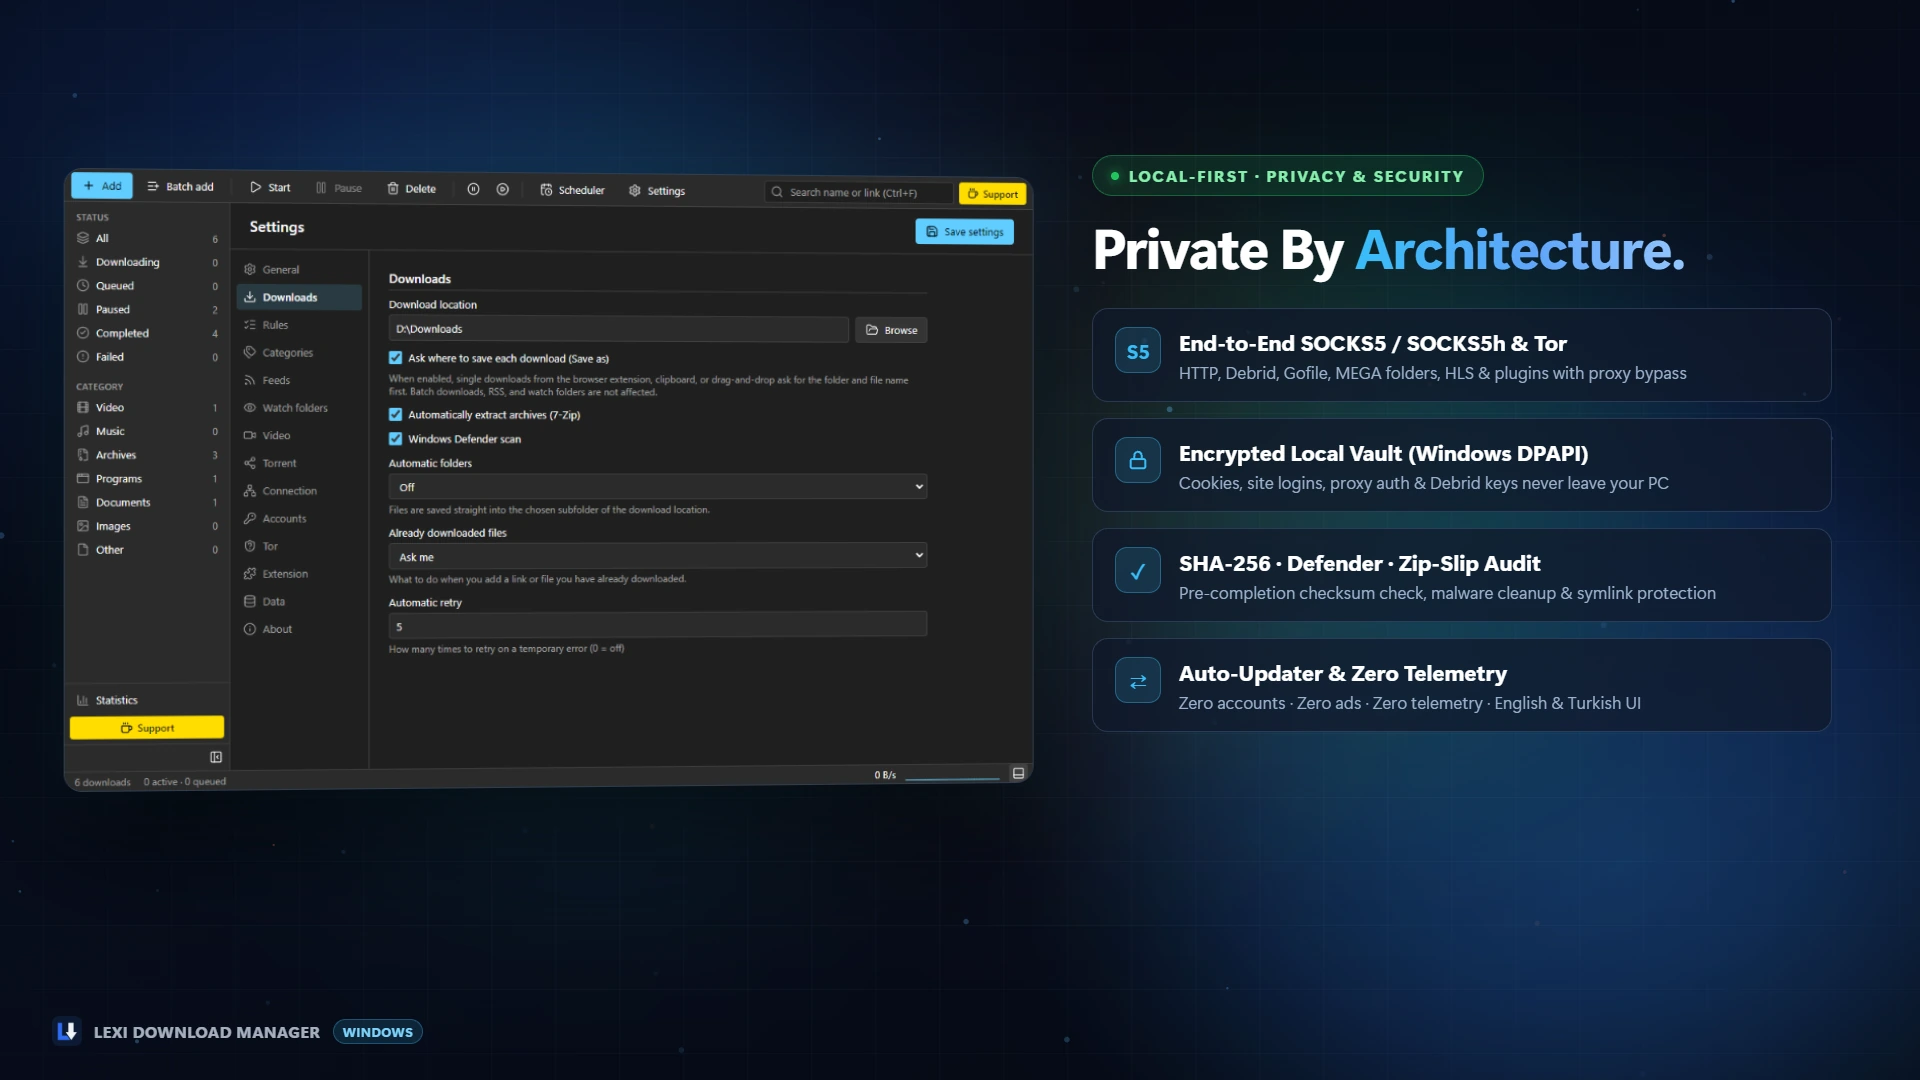 Add
Batch add
Start
Pause
Delete
Scheduler
Settings
Search name or link (Ctrl+F)
Support
STATUS
All 6
Downloading 0
Queued 0
Paused 2
Completed 4
Failed 0
CATEGORY
Video 1
Music 0
Archives 3
Programs 1
Documents 1
Images 0
Other 0
Statistics
Support
6 downloads 0 active · 0 queued
0 B/s
Settings
Save settings
General
Downloads
Rules
Categories
Feeds
Watch folders
Video
Torrent
Connection
Accounts
Tor
Extension
Data
About
Downloads
Download location
D:\Downloads
Browse
Ask where to save each download (Save as)
When enabled, single downloads from the browser extension, clipboard, or drag-and-drop ask for the folder and file name
first. Batch downloads, RSS, and watch folders are not affected.
Automatically extract archives (7-Zip)
Windows Defender scan
Automatic folders
Off
Files are saved straight into the chosen subfolder of the download location.
Already downloaded files
Ask me
What to do when you add a link or file you have already downloaded.
Automatic retry
5
How many times to retry on a temporary error (0 = off)
LOCAL-FIRST · PRIVACY & SECURITY
Private By Architecture.
S5
End-to-End SOCKS5 / SOCKS5h & Tor
HTTP, Debrid, Gofile, MEGA folders, HLS & plugins with proxy bypass
Encrypted Local Vault (Windows DPAPI)
Cookies, site logins, proxy auth & Debrid keys never leave your PC
SHA-256 · Defender · Zip-Slip Audit
Pre-completion checksum check, malware cleanup & symlink protection
Auto-Updater & Zero Telemetry
Zero accounts · Zero ads · Zero telemetry · English & Turkish UI
LEXI DOWNLOAD MANAGER
WINDOWS